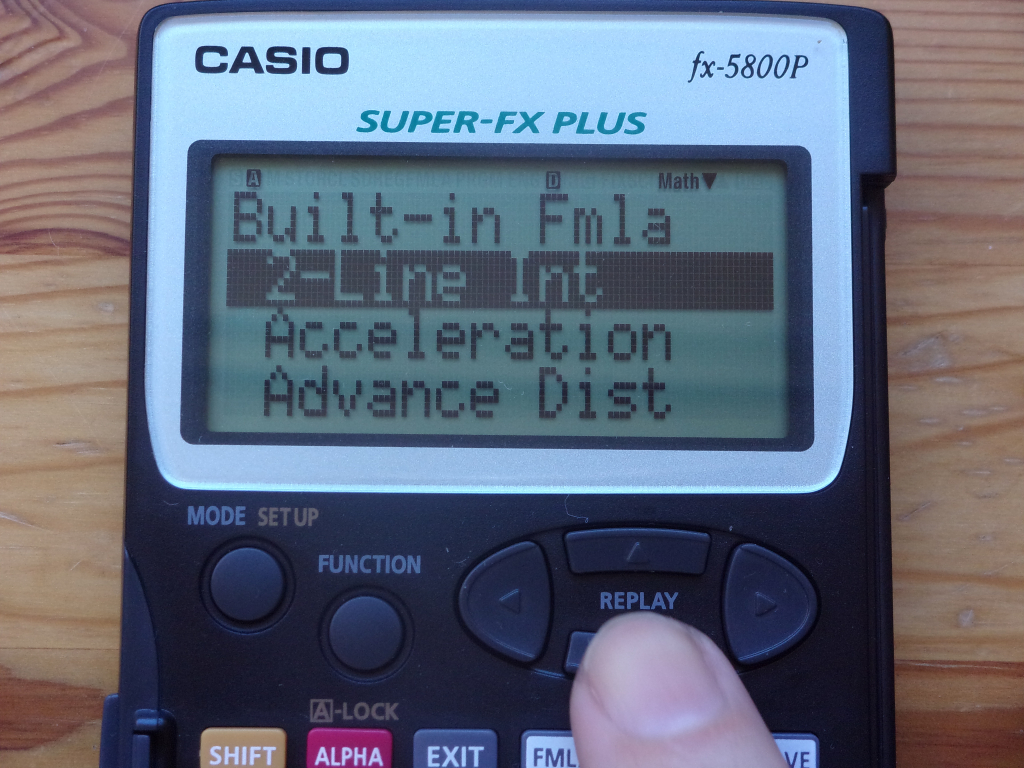 CASIO
fx-5800P
SUPER-FX PLUS
A D Math▼
Built-in Fmla
2-Line Int
Acceleration
Advance Dist
MODE SETUP
FUNCTION
REPLAY
A-LOCK
SHIFT ALPHA EXIT